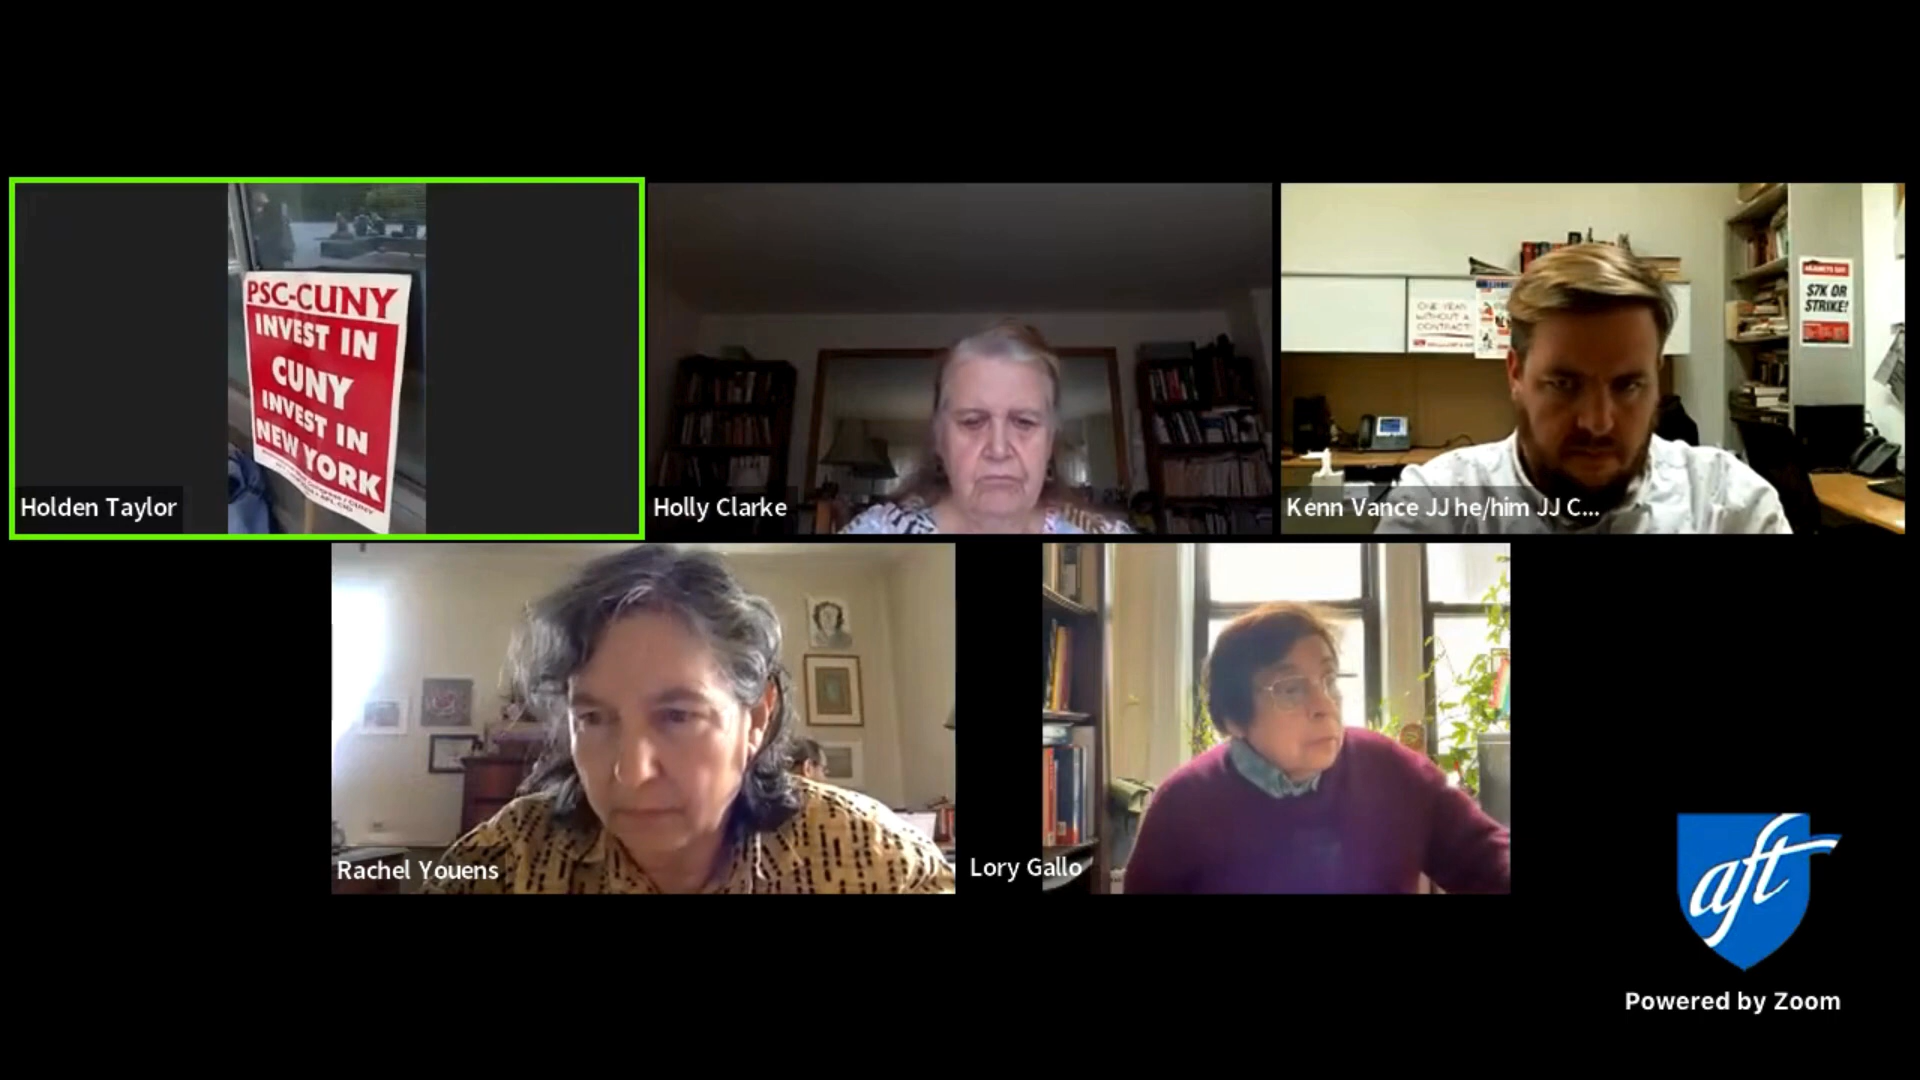 PSC-CUNY
INVEST IN
CUNY
INVEST IN
NEW YORK
Holden Taylor
Holly Clarke
ONE YEAR
WITHOUT A
CONTRACT
$7K OR
STRIKE!
Kenn Vance JJ he/him JJ C...
Rachel Youens
Lory Gallo
aft
Powered by Zoom